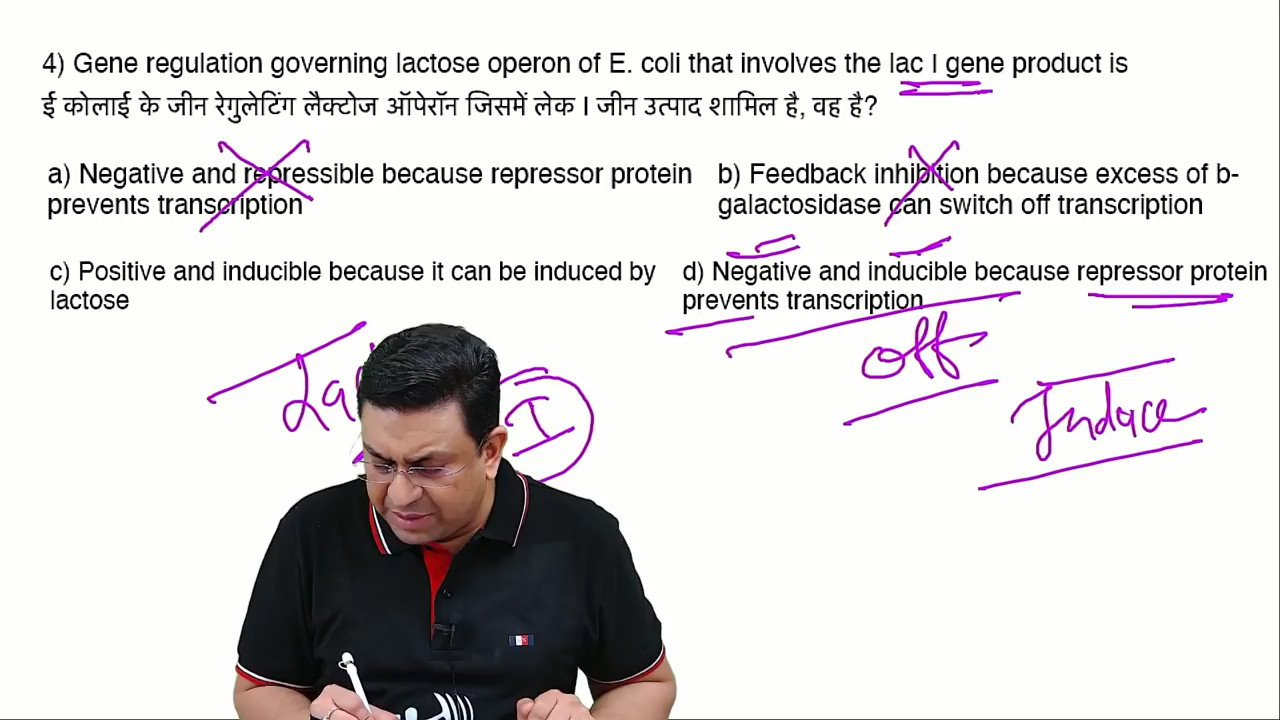 4) Gene regulation governing lactose operon of E. coli that involves the lac I gene product is
ई कोलाई के जीन रेगुलेटिंग लैक्टोज ऑपेरॉन जिसमें लेक I जीन उत्पाद शामिल है, वह है?
a) Negative and repressible because repressor protein
prevents transcription
b) Feedback inhibition because excess of b-
galactosidase can switch off transcription
c) Positive and inducible because it can be induced by
lactose
d) Negative and inducible because repressor protein
prevents transcription
off
I
Induce